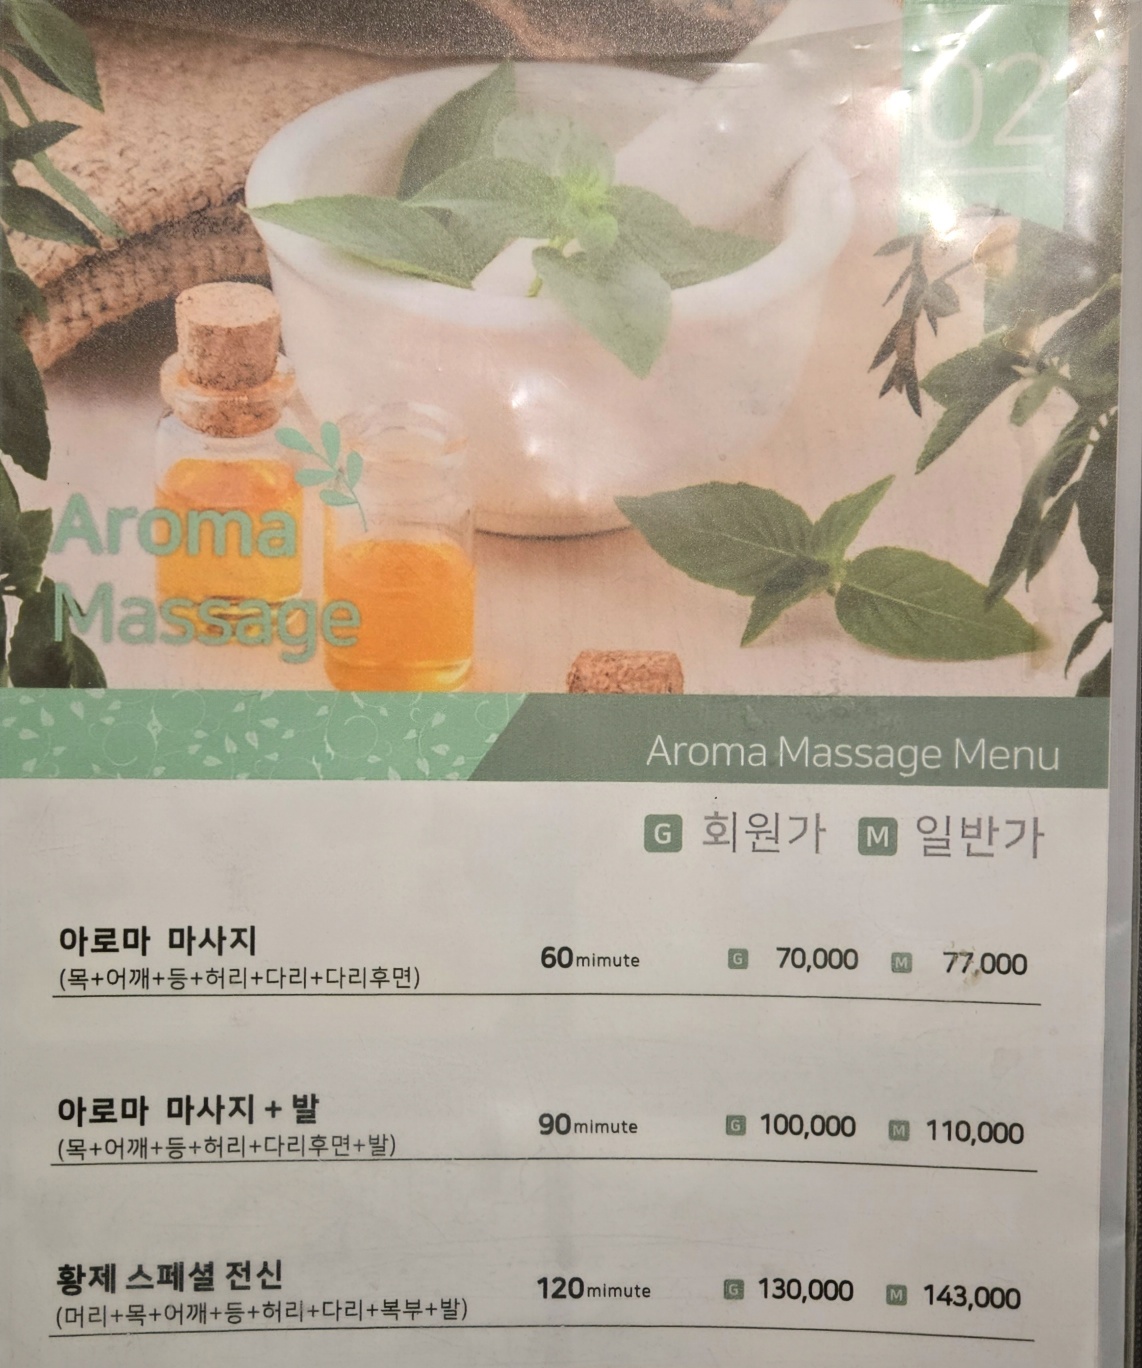 02
Aroma
Massage
Aroma Massage Menu
G 회원가 M 일반가
아로마 마사지 60mimute G 70,000 M 77,000
(목+어깨+등+허리+다리+다리후면)
아로마 마사지 + 발 90mimute G 100,000 M 110,000
(목+어깨+등+허리+다리후면+발)
황제 스페셜 전신 120mimute G 130,000 M 143,000
(머리+목+어깨+등+허리+다리+복부+발)